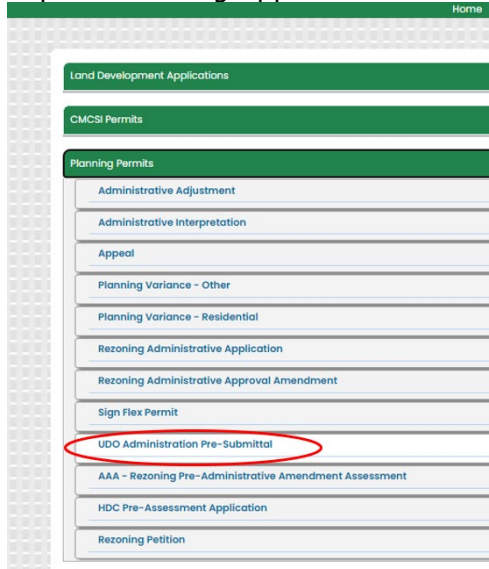 Home
Land Development Applications
CMCSI Permits
Planning Permits
Administrative Adjustment
Administrative Interpretation
Appeal
Planning Variance - Other
Planning Variance - Residential
Rezoning Administrative Application
Rezoning Administrative Approval Amendment
Sign Flex Permit
UDO Administration Pre-Submittal
AAA - Rezoning Pre-Administrative Amendment Assessment
HDC Pre-Assessment Application
Rezoning Petition